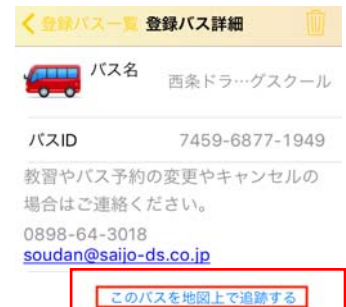 登録バス一覧 登録バス詳細
バス名
西条ドラ…グスクール
バスID 7459-6877-1949
教習やバス予約の変更やキャンセルの
場合はご連絡ください。
0898-64-3018
soudan@saijo-ds.co.jp
このバスを地図上で追跡する